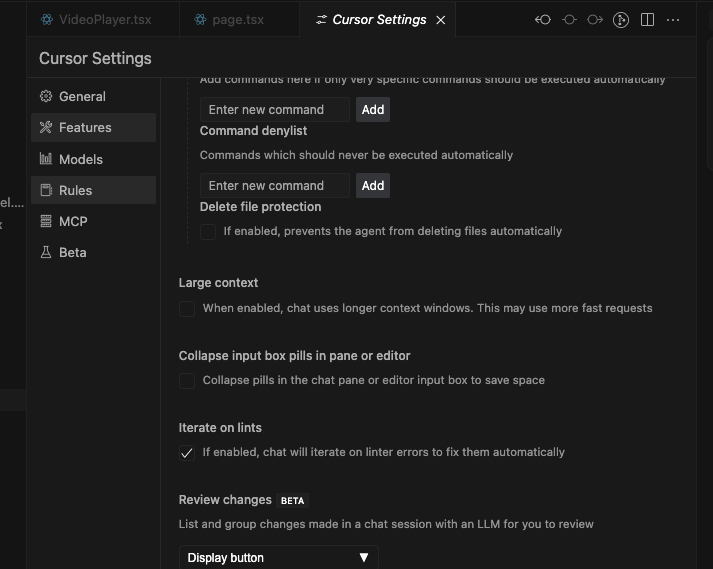 VideoPlayer.tsx
page.tsx
Cursor Settings
Cursor Settings
General
Features
Models
Rules
MCP
Beta
el....
x
Add commands here if only very specific commands should be executed automatically
Enter new command
Add
Command denylist
Commands which should never be executed automatically
Enter new command
Add
Delete file protection
If enabled, prevents the agent from deleting files automatically
Large context
When enabled, chat uses longer context windows. This may use more fast requests
Collapse input box pills in pane or editor
Collapse pills in the chat pane or editor input box to save space
Iterate on lints
If enabled, chat will iterate on linter errors to fix them automatically
Review changes BETA
List and group changes made in a chat session with an LLM for you to review
Display button